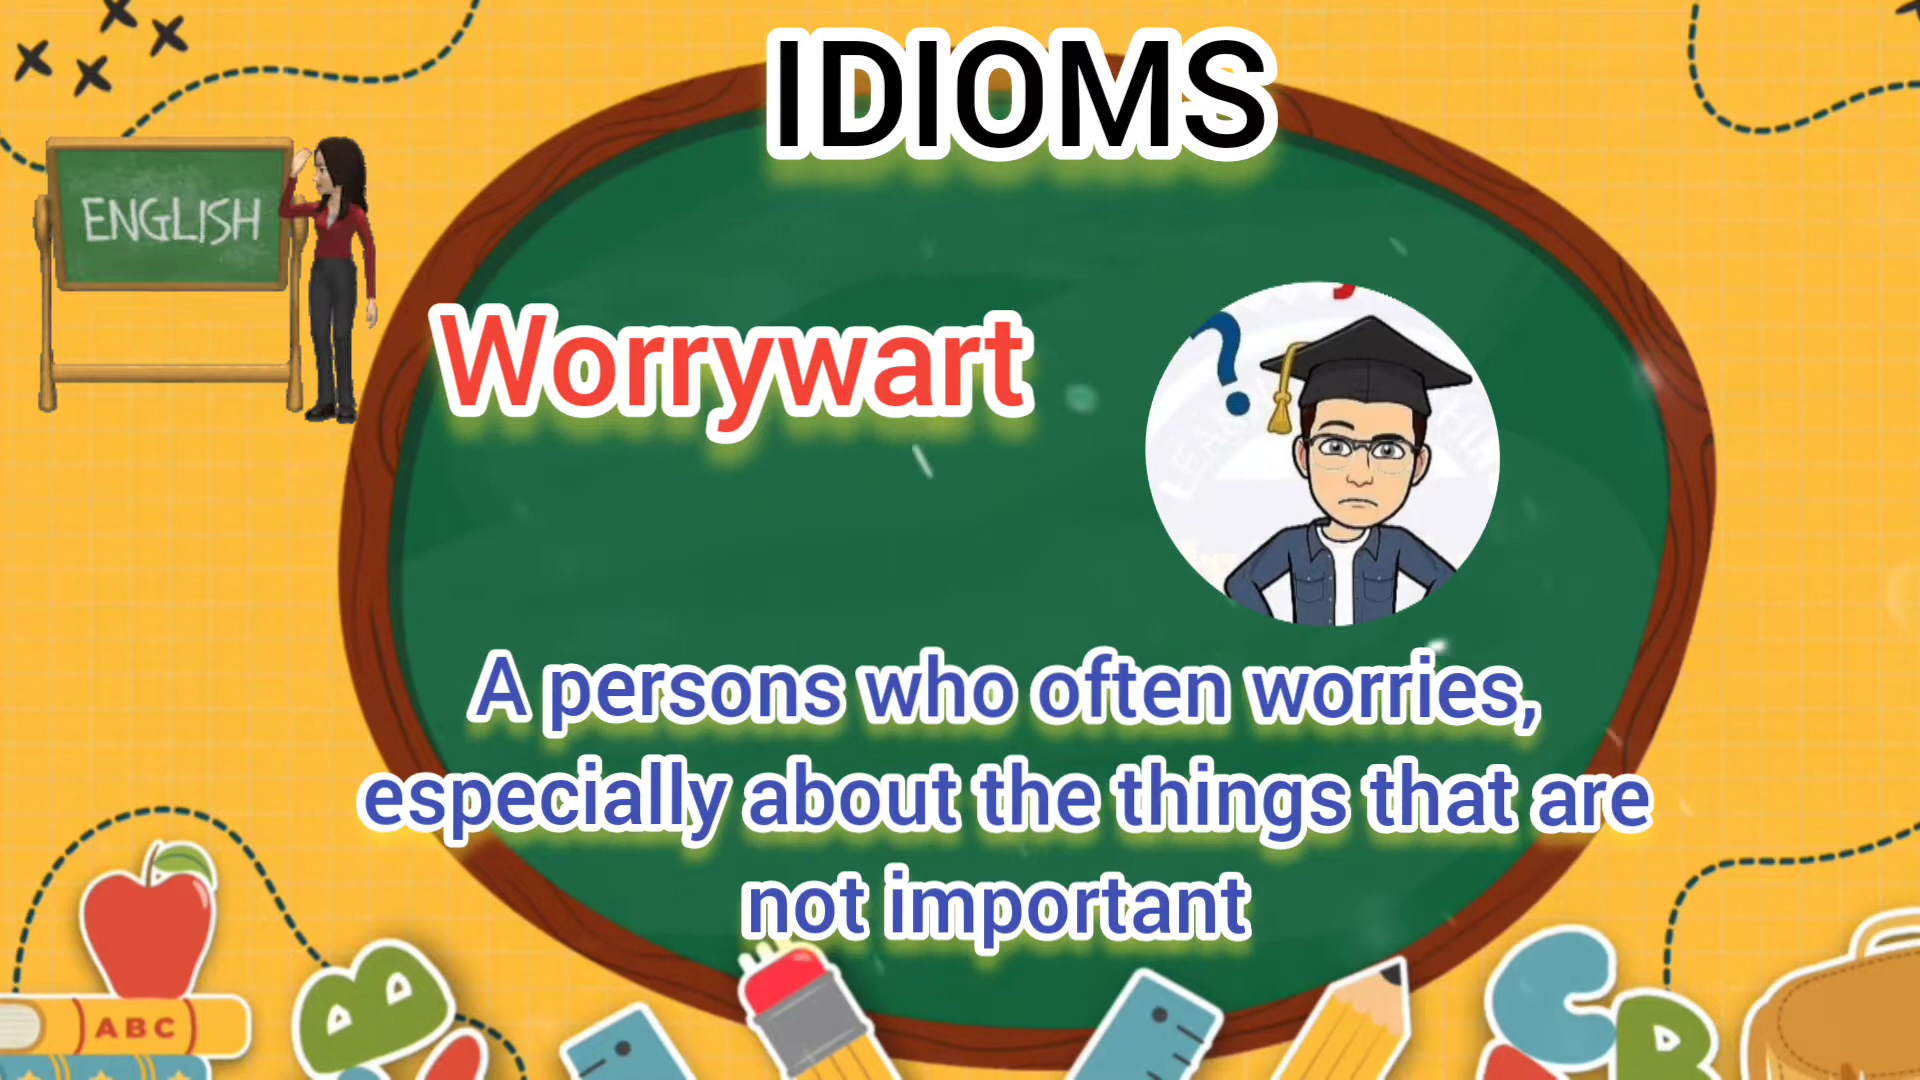 IDIOMS
ENGLISH
Worrywart
?
A persons who often worries,
especially about the things that are
not important
ABC
B
C
B